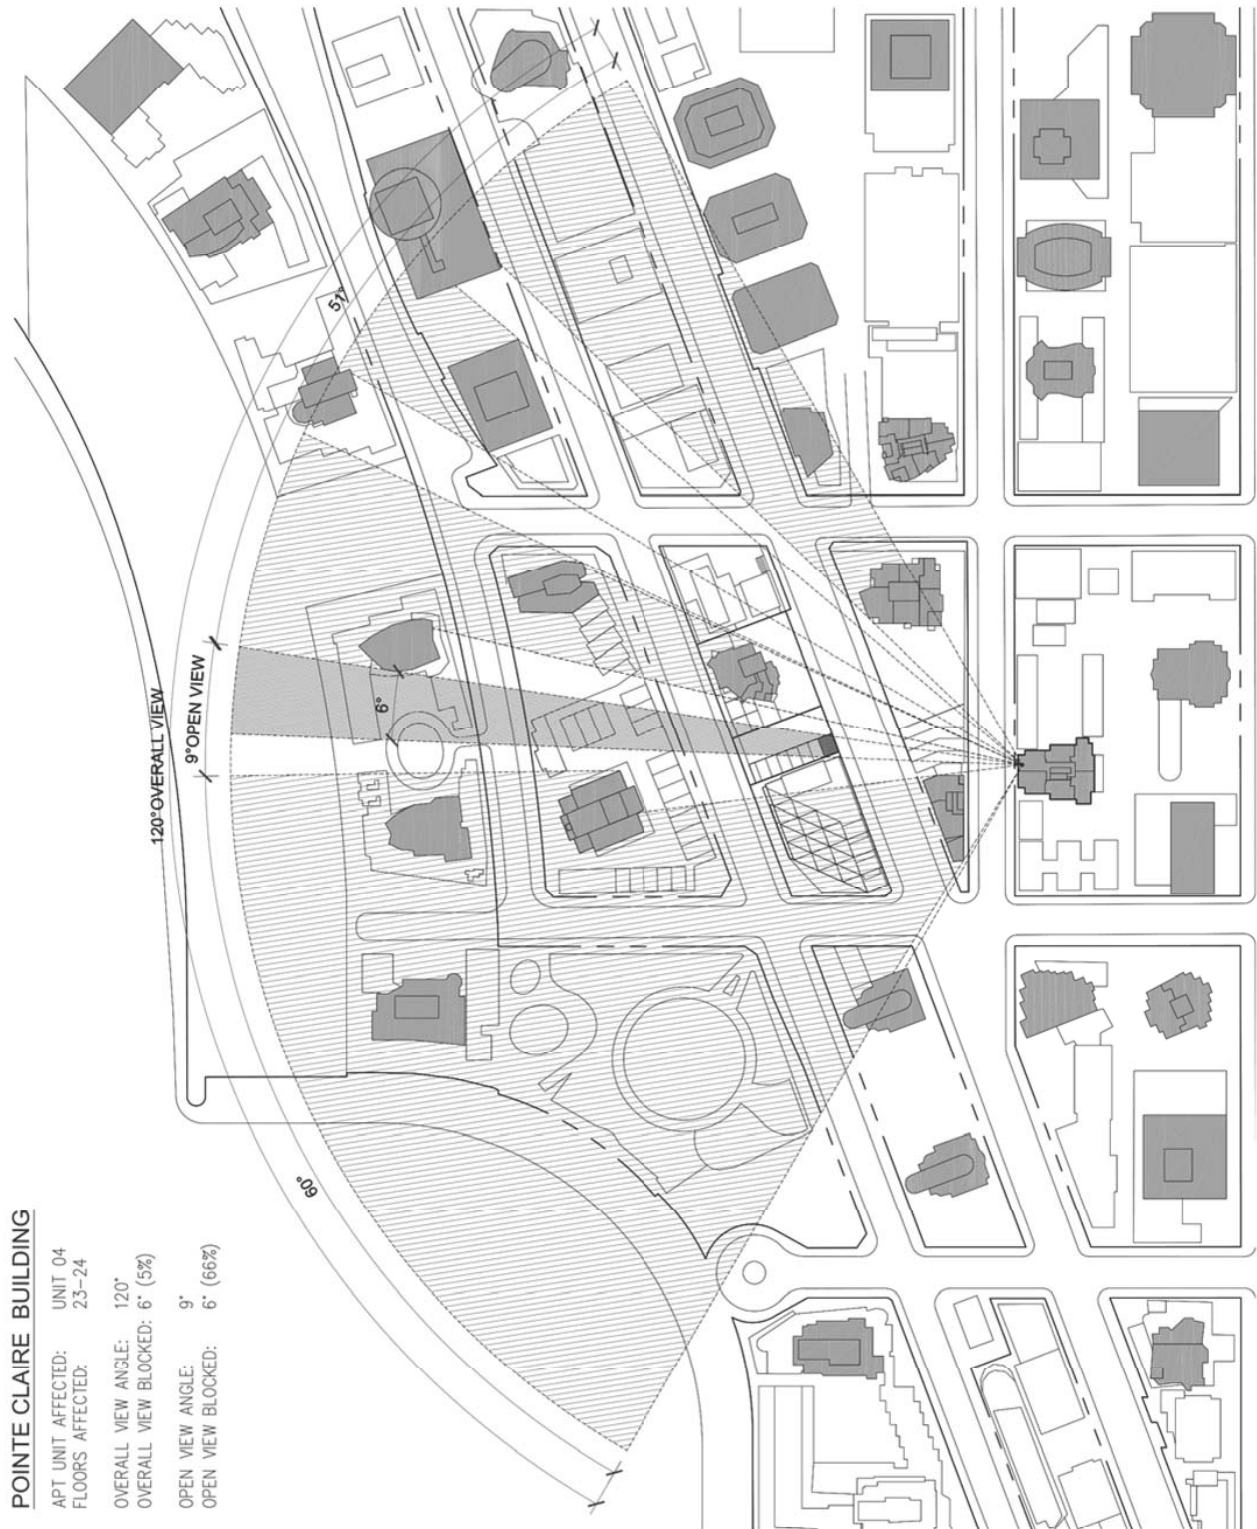 POINTE CLAIRE BUILDING
APT UNIT AFFECTED: UNIT 04
FLOORS AFFECTED: 23-24
OVERALL VIEW ANGLE: 120°
OVERALL VIEW BLOCKED: 6° (5%)
OPEN VIEW ANGLE: 9°
OPEN VIEW BLOCKED: 6° (66%)
60°
120°OVERALL VIEW
9°OPEN VIEW
6°
51°